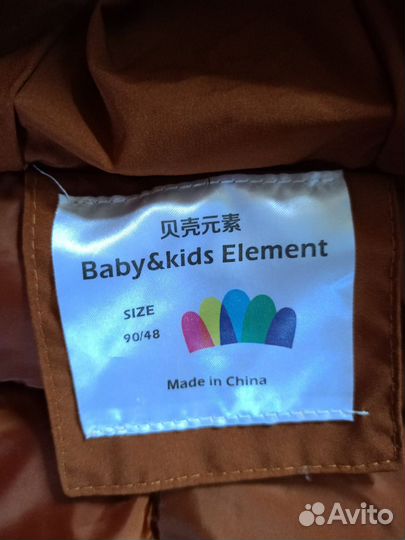 贝壳元素
Baby&kids Element
SIZE
90/48
Made in China
Avito